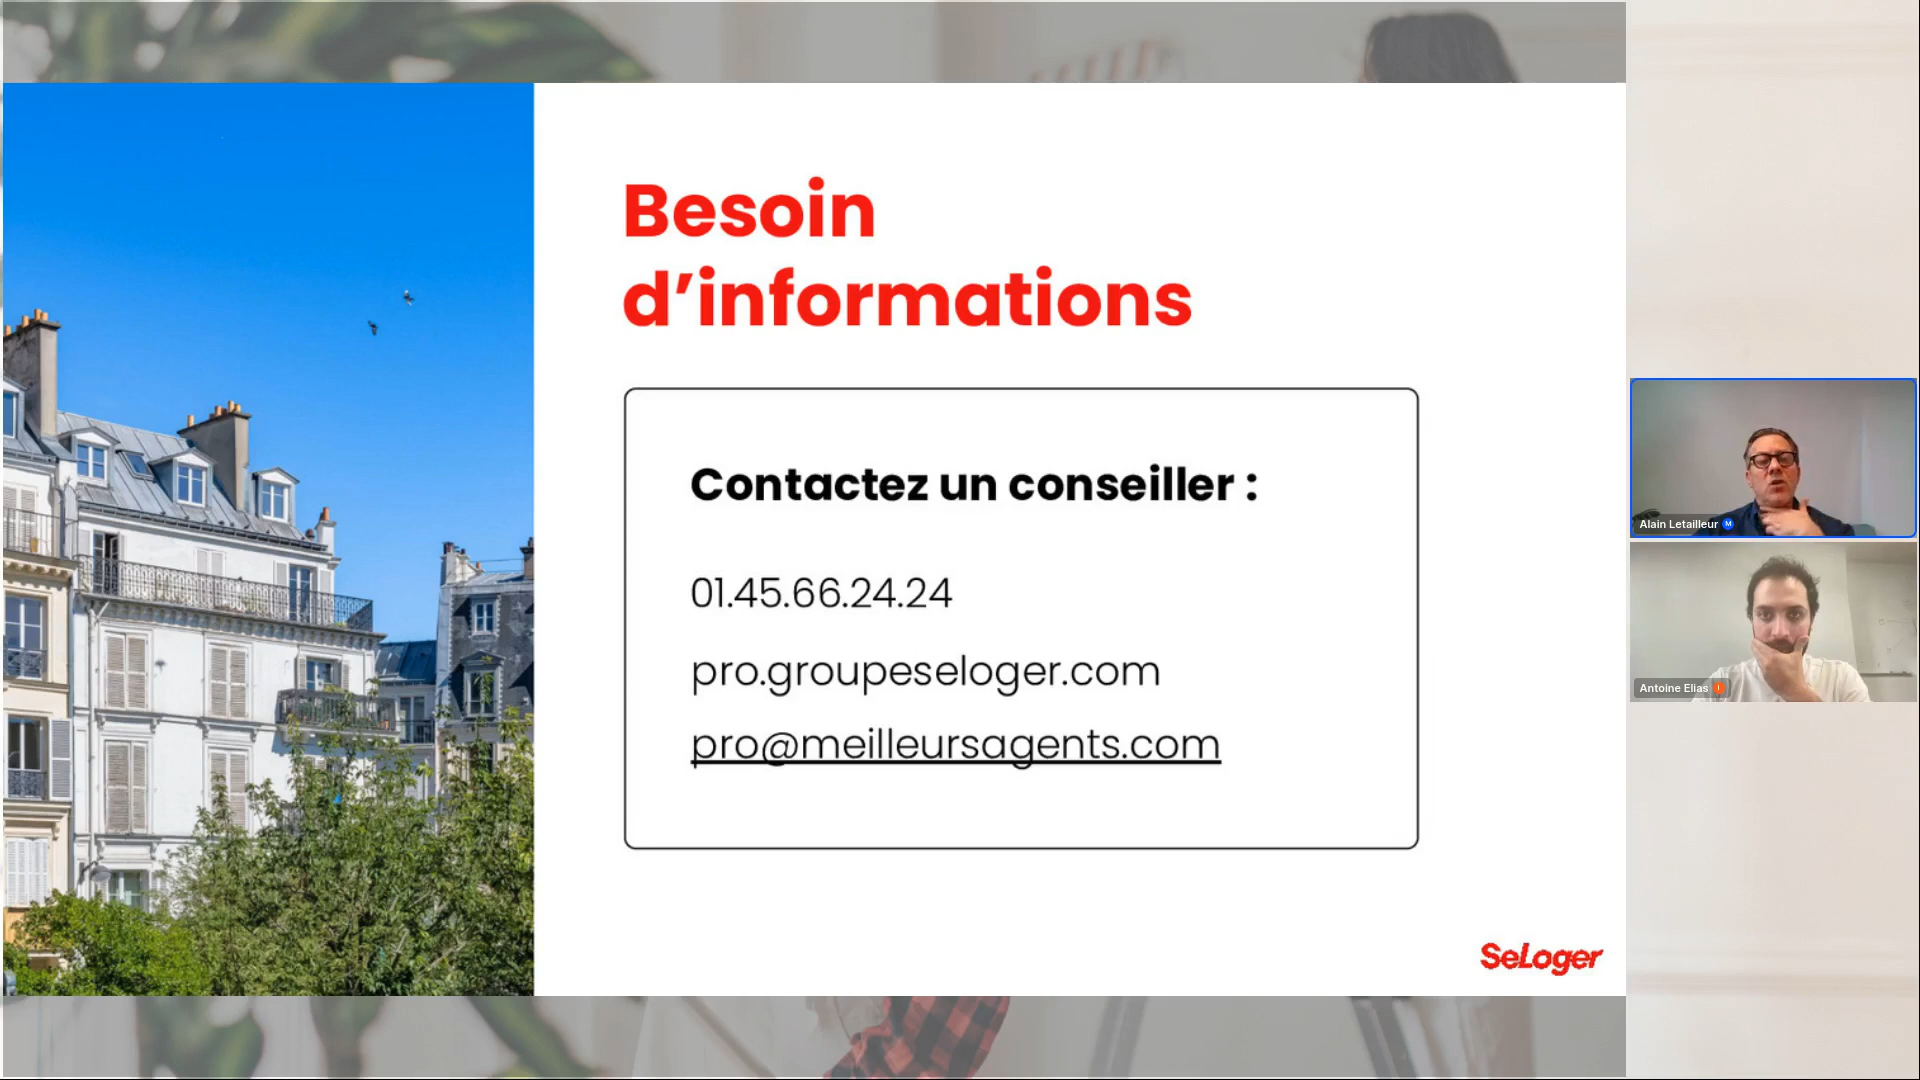 Besoin
d’informations
Contactez un conseiller :
01.45.66.24.24
pro.groupeseloger.com
pro@meilleursagents.com
SeLoger
Alain Letailleur M
Antoine Elias